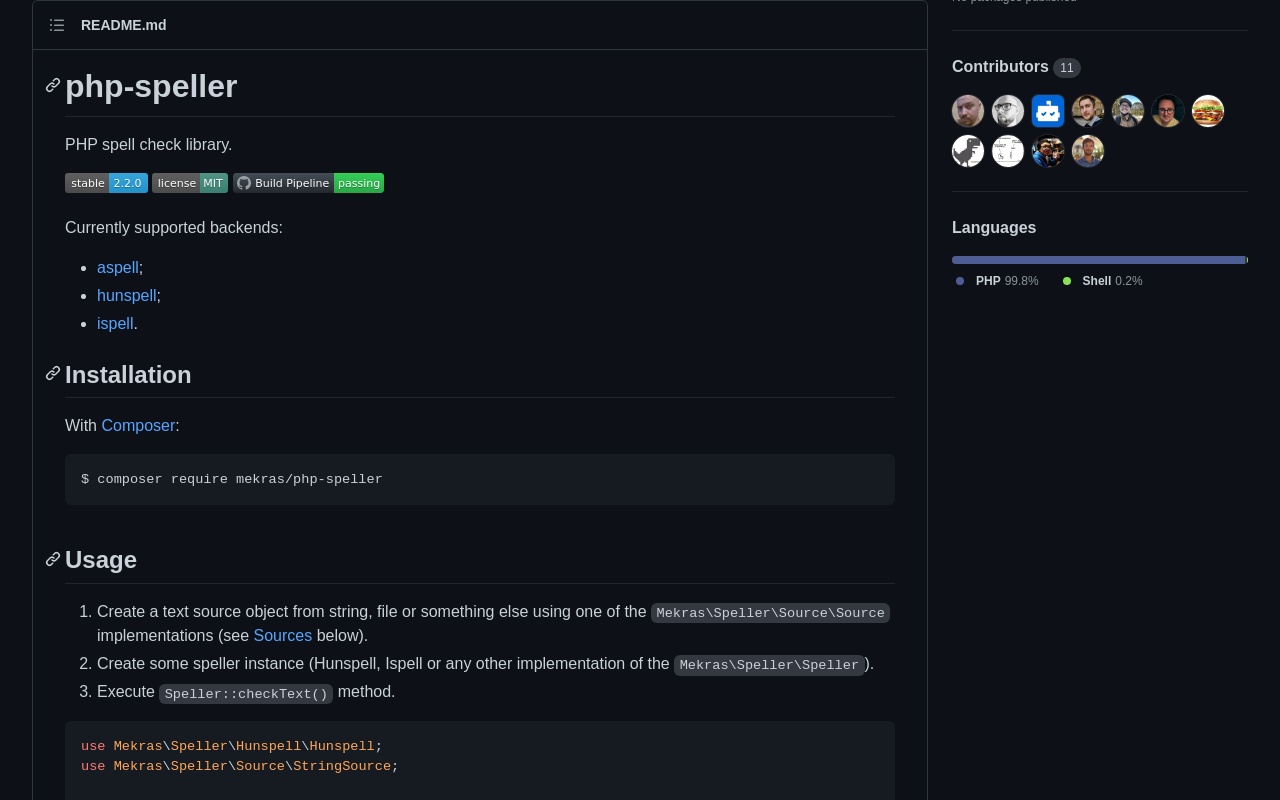 README.md
php-speller
PHP spell check library.
stable 2.2.0 license MIT Build Pipeline passing
Currently supported backends:
aspell;
hunspell;
ispell.
Installation
With Composer:
$ composer require mekras/php-speller
Usage
1. Create a text source object from string, file or something else using one of the Mekras\Speller\Source\Source
implementations (see Sources below).
2. Create some speller instance (Hunspell, Ispell or any other implementation of the Mekras\Speller\Speller).
3. Execute Speller::checkText() method.
use Mekras\Speller\Hunspell\Hunspell;
use Mekras\Speller\Source\StringSource;
No packages published
Contributors 11
Languages
PHP 99.8% Shell 0.2%